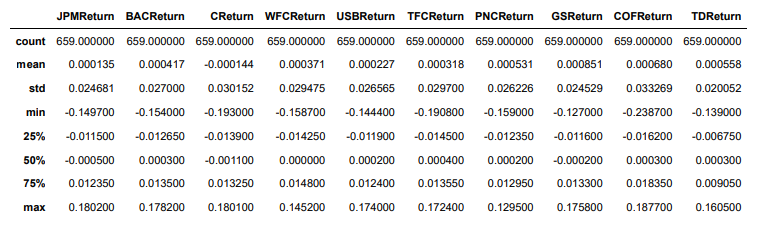 JPMReturn BACReturn CReturn WFCReturn USBReturn TFCReturn PNCReturn GSReturn COFReturn TDReturn
count 659.000000 659.000000 659.000000 659.000000 659.000000 659.000000 659.000000 659.000000 659.000000 659.000000
mean 0.000135 0.000417 -0.000144 0.000371 0.000227 0.000318 0.000531 0.000851 0.000680 0.000558
std 0.024681 0.027000 0.030152 0.029475 0.026565 0.029700 0.026226 0.024529 0.033269 0.020052
min -0.149700 -0.154000 -0.193000 -0.158700 -0.144400 -0.190800 -0.159000 -0.127000 -0.238700 -0.139000
25% -0.011500 -0.012650 -0.013900 -0.014250 -0.011900 -0.014500 -0.012350 -0.011600 -0.016200 -0.006750
50% -0.000500 0.000300 -0.001100 0.000000 0.000200 0.000400 0.000200 -0.000200 0.000300 0.000300
75% 0.012350 0.013500 0.013250 0.014800 0.012400 0.013550 0.012950 0.013300 0.018350 0.009050
max 0.180200 0.178200 0.180100 0.145200 0.174000 0.172400 0.129500 0.175800 0.187700 0.160500